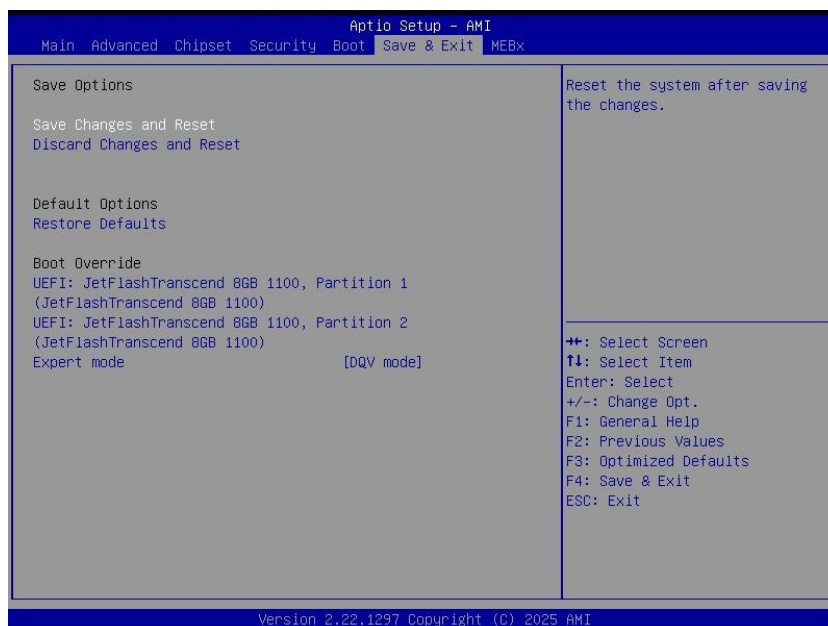 Aptio Setup – AMI
Main Advanced Chipset Security Boot Save & Exit MEBx
Save Options
Save Changes and Reset
Discard Changes and Reset
Default Options
Restore Defaults
Boot Override
UEFI: JetFlashTranscend 8GB 1100, Partition 1
(JetFlashTranscend 8GB 1100)
UEFI: JetFlashTranscend 8GB 1100, Partition 2
(JetFlashTranscend 8GB 1100)
Expert mode [DQV mode]
Reset the system after saving
the changes.
→←: Select Screen
↑↓: Select Item
Enter: Select
+/-: Change Opt.
F1: General Help
F2: Previous Values
F3: Optimized Defaults
F4: Save & Exit
ESC: Exit
Version 2.22.1297 Copyright (C) 2025 AMI